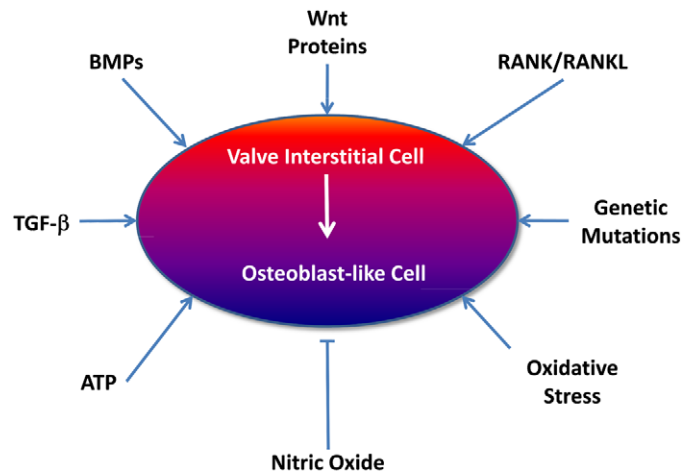 Wnt
Proteins
BMPs
RANK/RANKL
Valve Interstitial Cell
TGF-β
Genetic
Mutations
Osteoblast-like Cell
ATP
Oxidative
Stress
Nitric Oxide